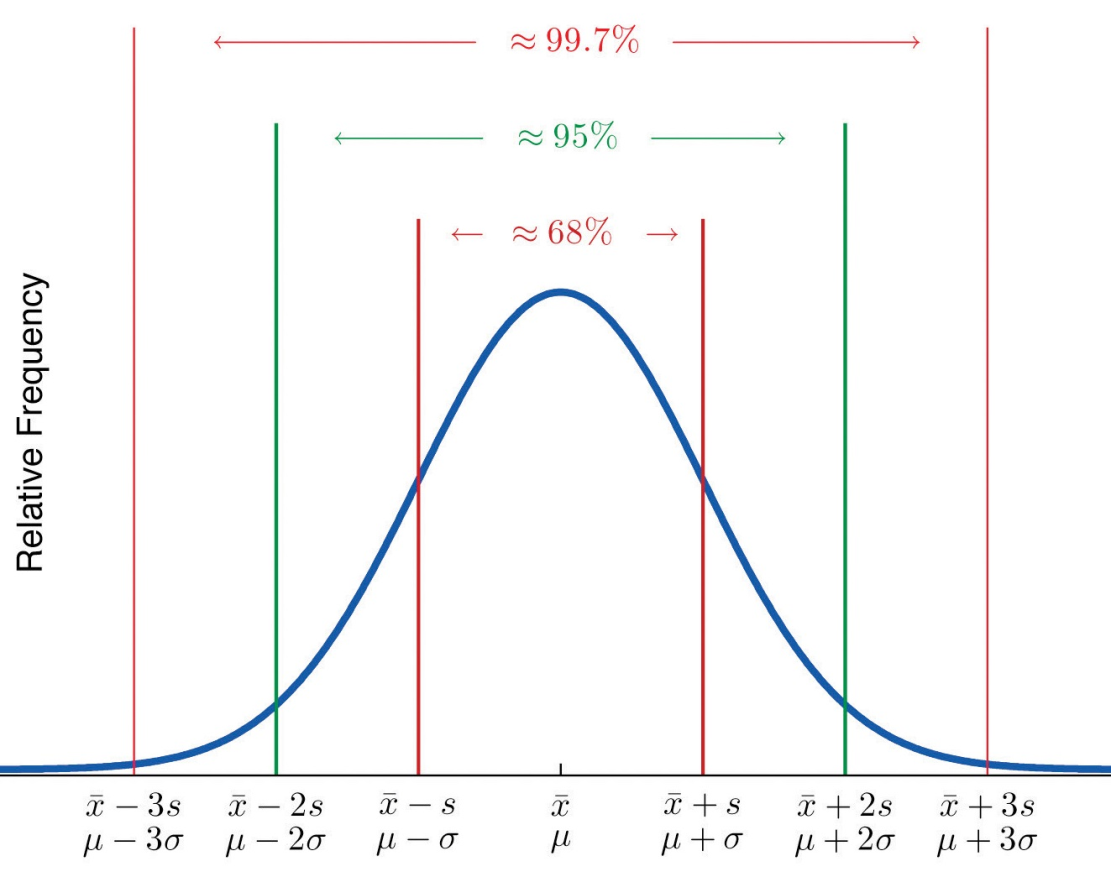 ≈ 99.7%
≈ 95%
≈ 68%
Relative Frequency
x̄ − 3s x̄ − 2s x̄ − s x̄ x̄ + s x̄ + 2s x̄ + 3s
μ − 3σ μ − 2σ μ − σ μ μ + σ μ + 2σ μ + 3σ